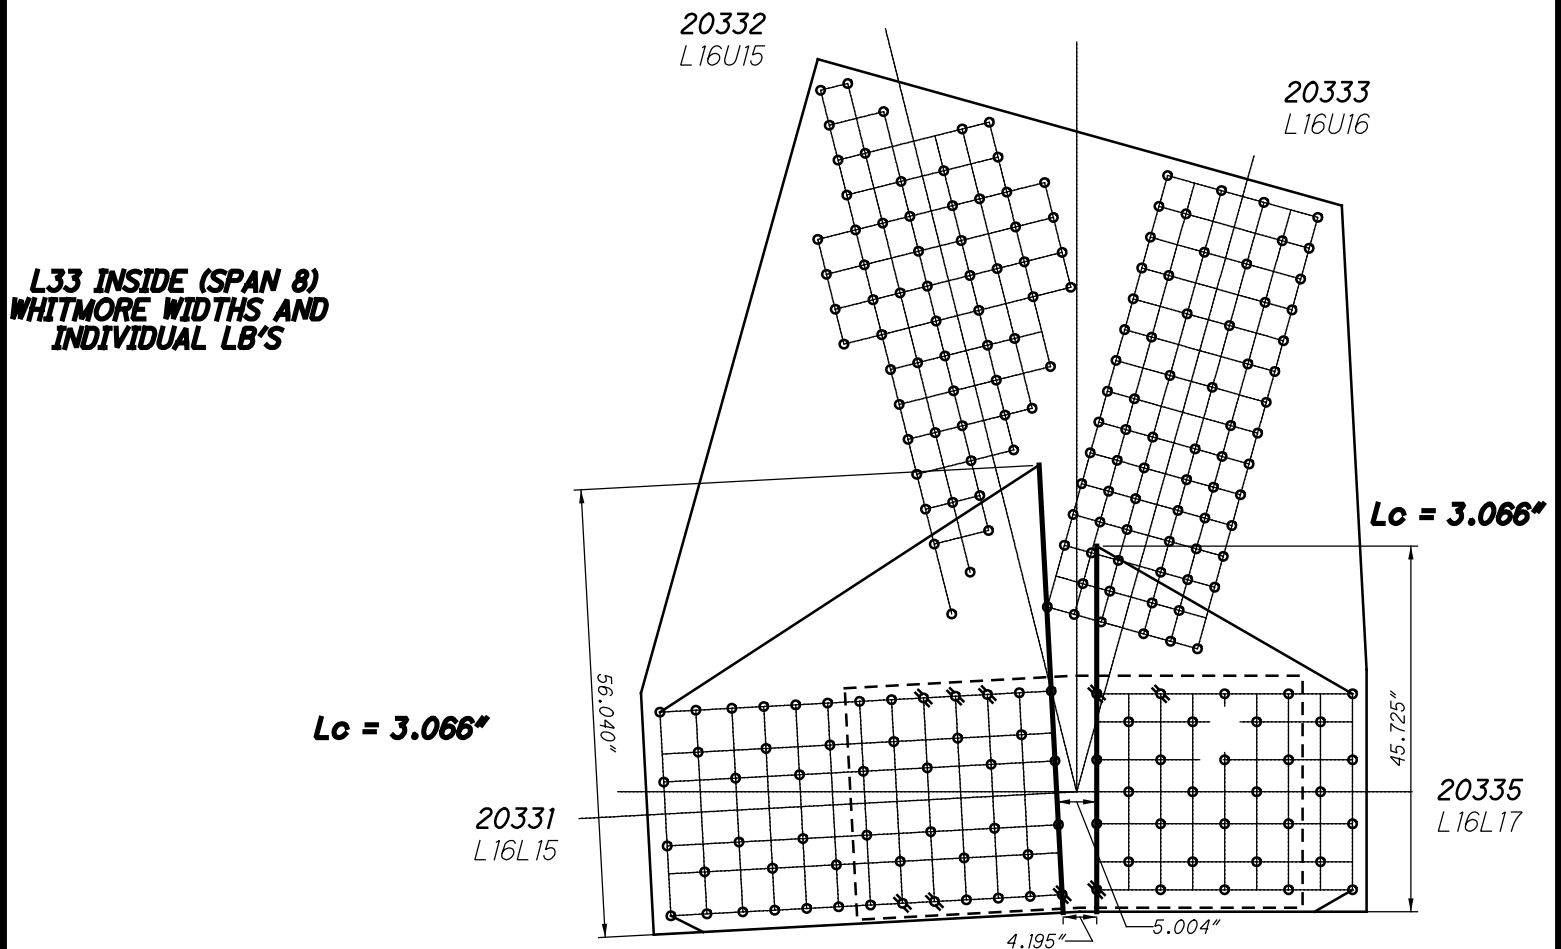 20332
L16U15
20333
L16U16
L33 INSIDE (SPAN 8)
WHITMORE WIDTHS AND
INDIVIDUAL LB'S
Lc = 3.066"
56.040"
Lc = 3.066"
45.725"
20331
L16L15
20335
L16L17
5.004"
4.195"